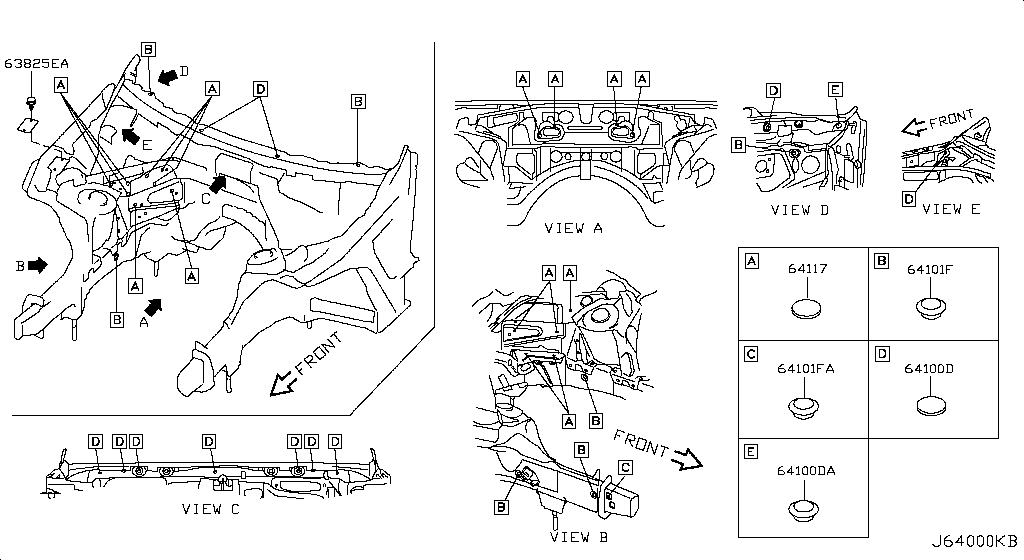 63825EA
A
B
D
A
D
B
E
C
B
A
A
B
A
FRONT
D D D D D D D
VIEW C
A A A A
VIEW A
D E
B
VIEW D
FRONT
D
VIEW E
A A
A B
FRONT
B C
B
VIEW B
A
64117
B
64101F
C
64101FA
D
64100D
E
64100DA
J64000KB